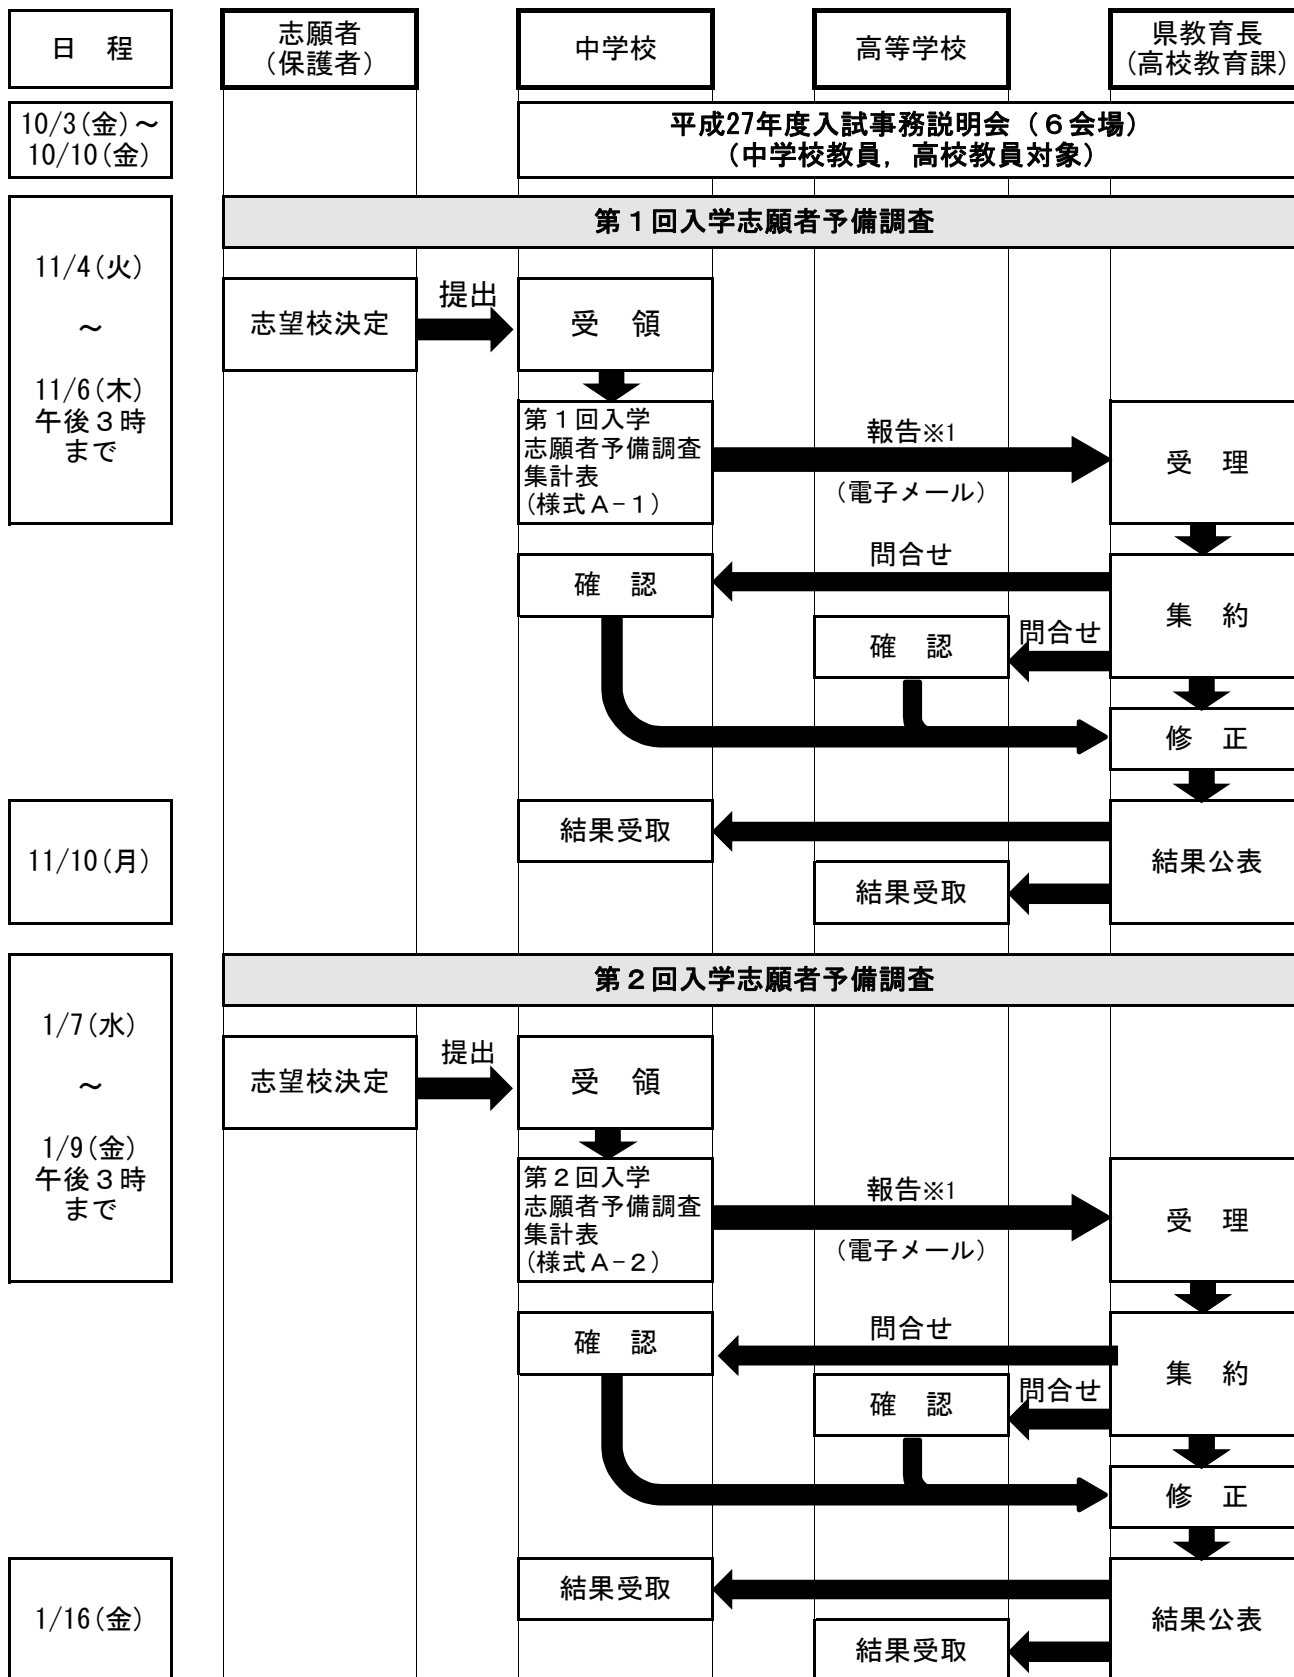 日　程
志願者
（保護者）
中学校
高等学校
県教育長
（高校教育課）
10/3(金)～
10/10(金)
平成27年度入試事務説明会（６会場）
（中学校教員，高校教員対象）
第１回入学志願者予備調査
11/4(火)
～
11/6(木)
午後３時
まで
志望校決定
提出
受　領
第１回入学
志願者予備調査
集計表
(様式Ａ-１)
報告※1
（電子メール）
受　理
問合せ
確　認
集　約
問合せ
確　認
修　正
11/10(月)
結果受取
結果公表
結果受取
第２回入学志願者予備調査
1/7(水)
～
1/9(金)
午後３時
まで
志望校決定
提出
受　領
第２回入学
志願者予備調査
集計表
(様式Ａ-２)
報告※1
（電子メール）
受　理
問合せ
確　認
集　約
問合せ
確　認
修　正
1/16(金)
結果受取
結果公表
結果受取